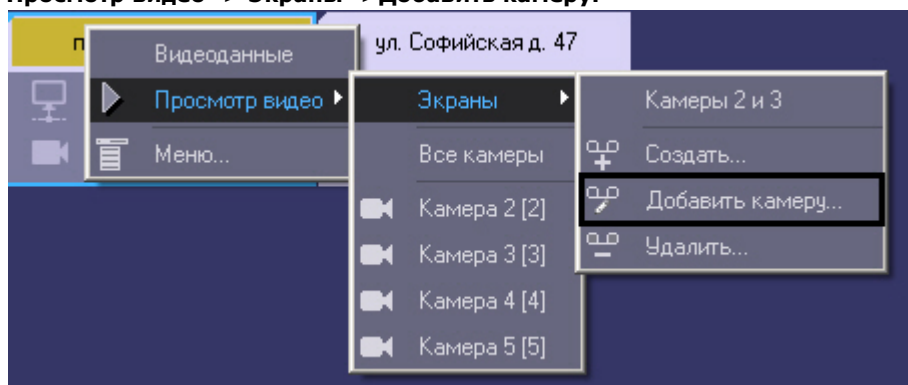 Просмотр видео -> Экраны -> Добавить камеру.
п
ул. Софийская д. 47
Видеоданные
Просмотр видео
Меню...
Экраны
Все камеры
Камера 2 [2]
Камера 3 [3]
Камера 4 [4]
Камера 5 [5]
Камеры 2 и 3
Создать...
Добавить камеру...
Удалить...